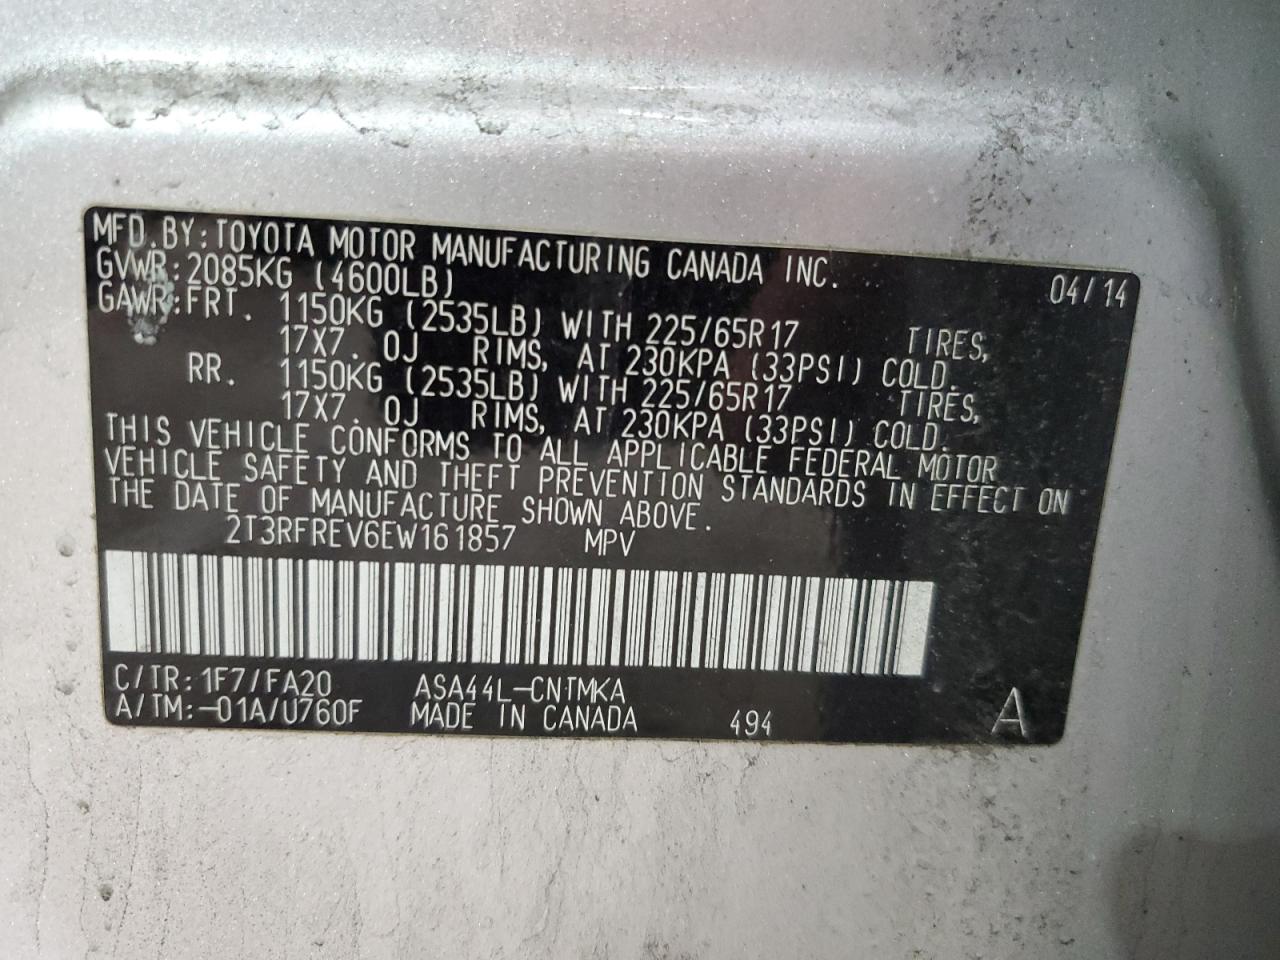 MFD.BY:TOYOTA MOTOR MANUFACTURING CANADA INC. 04/14
GVWR:2085KG (4600LB)
GAWR:FRT. 1150KG (2535LB) WITH 225/65R17 TIRES,
17X7.0J RIMS, AT 230KPA (33PSI) COLD.
RR. 1150KG (2535LB) WITH 225/65R17 TIRES,
17X7.0J RIMS, AT 230KPA (33PSI) COLD.
THIS VEHICLE CONFORMS TO ALL APPLICABLE FEDERAL MOTOR
VEHICLE SAFETY AND THEFT PREVENTION STANDARDS IN EFFECT ON
THE DATE OF MANUFACTURE SHOWN ABOVE.
2T3RFREV6EW161857 MPV
C/TR:1F7/FA20 ASA44L-CNTMKA
A/TM:-01A/U760F MADE IN CANADA 494 A